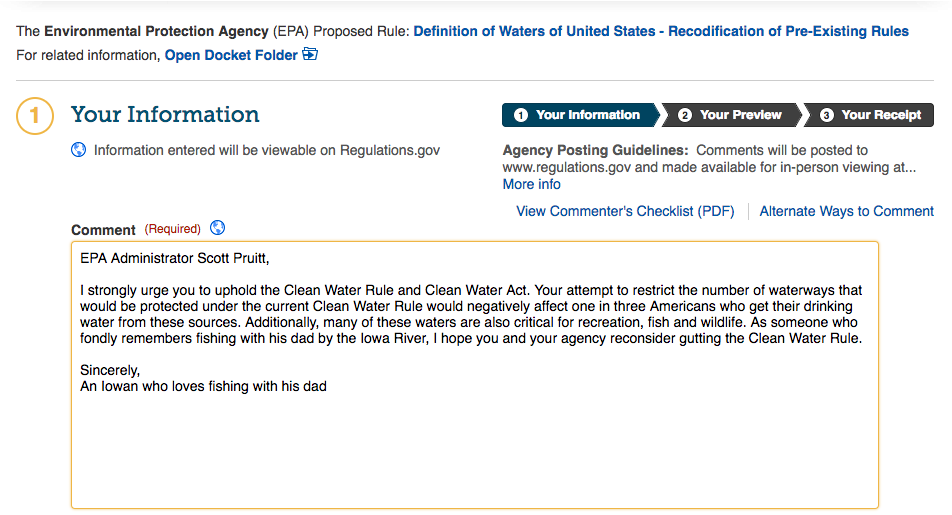 The Environmental Protection Agency (EPA) Proposed Rule: Definition of Waters of United States - Recodification of Pre-Existing Rules
For related information, Open Docket Folder
1 Your Information
1 Your Information 2 Your Preview 3 Your Receipt
Information entered will be viewable on Regulations.gov
Agency Posting Guidelines: Comments will be posted to
www.regulations.gov and made available for in-person viewing at...
More info
View Commenter's Checklist (PDF) Alternate Ways to Comment
Comment (Required)
EPA Administrator Scott Pruitt,
I strongly urge you to uphold the Clean Water Rule and Clean Water Act. Your attempt to restrict the number of waterways that
would be protected under the current Clean Water Rule would negatively affect one in three Americans who get their drinking
water from these sources. Additionally, many of these waters are also critical for recreation, fish and wildlife. As someone who
fondly remembers fishing with his dad by the Iowa River, I hope you and your agency reconsider gutting the Clean Water Rule.
Sincerely,
An Iowan who loves fishing with his dad